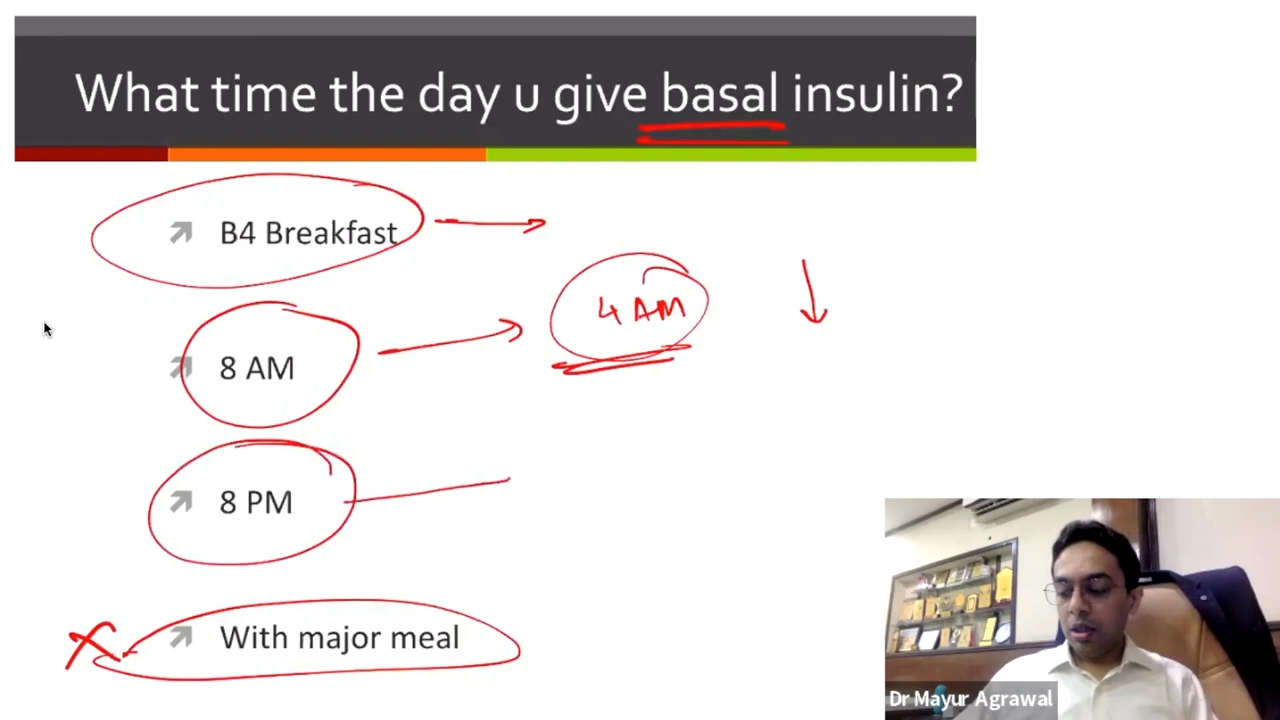 What time the day u give basal insulin?
B4 Breakfast
4 AM
8 AM
8 PM
With major meal
Dr Mayur Agrawal